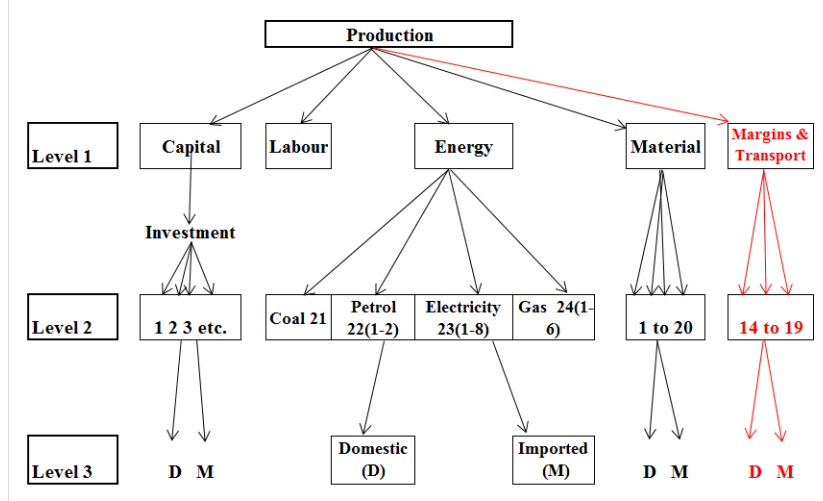 Production
Level 1
Capital
Labour
Energy
Material
Margins &
Transport
Investment
Level 2
1 2 3 etc.
Coal 21
Petrol
22(1-2)
Electricity
23(1-8)
Gas 24(1-
6)
1 to 20
14 to 19
Level 3
D M
Domestic
(D)
Imported
(M)
D M
D M